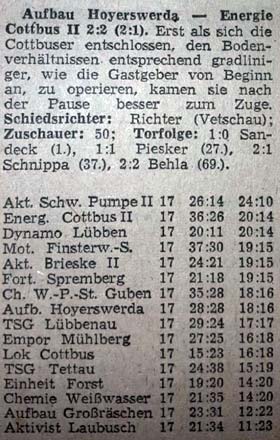 Aufbau Hoyerswerda — Energie
Cottbus II 2:2 (2:1). Erst als sich die
Cottbuser entschlossen, den Boden-
verhältnissen entsprechend gradlini-
ger, wie die Gastgeber von Beginn
an, zu operieren, kamen sie nach
der Pause besser zum Zuge.
Schiedsrichter: Richter (Vetschau);
Zuschauer: 50; Torfolge: 1:0 San-
deck (1.), 1:1 Piesker (27.), 2:1
Schnippa (37.), 2:2 Behla (69.).
Akt. Schw. Pumpe II 17 26:14 24:10
Energ. Cottbus II 17 36:26 20:14
Dynamo Lübben 17 20:11 20:14
Mot. Finsterw.-S. 17 37:30 19:15
Akt. Brieske II 17 24:21 19:15
Fort. Spremberg 17 21:18 19:15
Ch. W.-P.-St. Guben 17 35:28 18:16
Aufb. Hoyerswerda 17 28:28 18:16
TSG Lübbenau 17 29:24 17:17
Empor Mühlberg 17 27:25 16:18
Lok Cottbus 17 15:23 16:18
TSG Tettau 17 24:38 15:19
Einheit Forst 17 19:20 14:20
Chemie Weißwasser 17 21:35 14:20
Aufbau Großräschen 17 23:31 12:22
Aktivist Laubusch 17 21:34 11:23